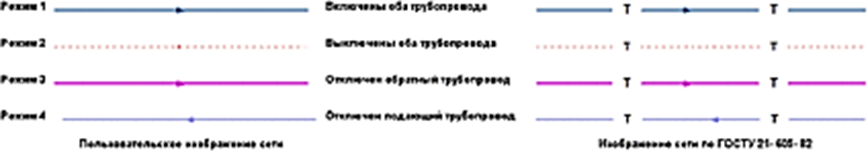 Режим 1 Включены оба трубопровода Т Т
Режим 2 Выключены оба трубопровода Т Т
Режим 3 Отключен обратный трубопровод Т Т
Режим 4 Отключен подающий трубопровод Т Т
Пользовательское изображение сети Изображение сети по ГОСТУ 21-605-82